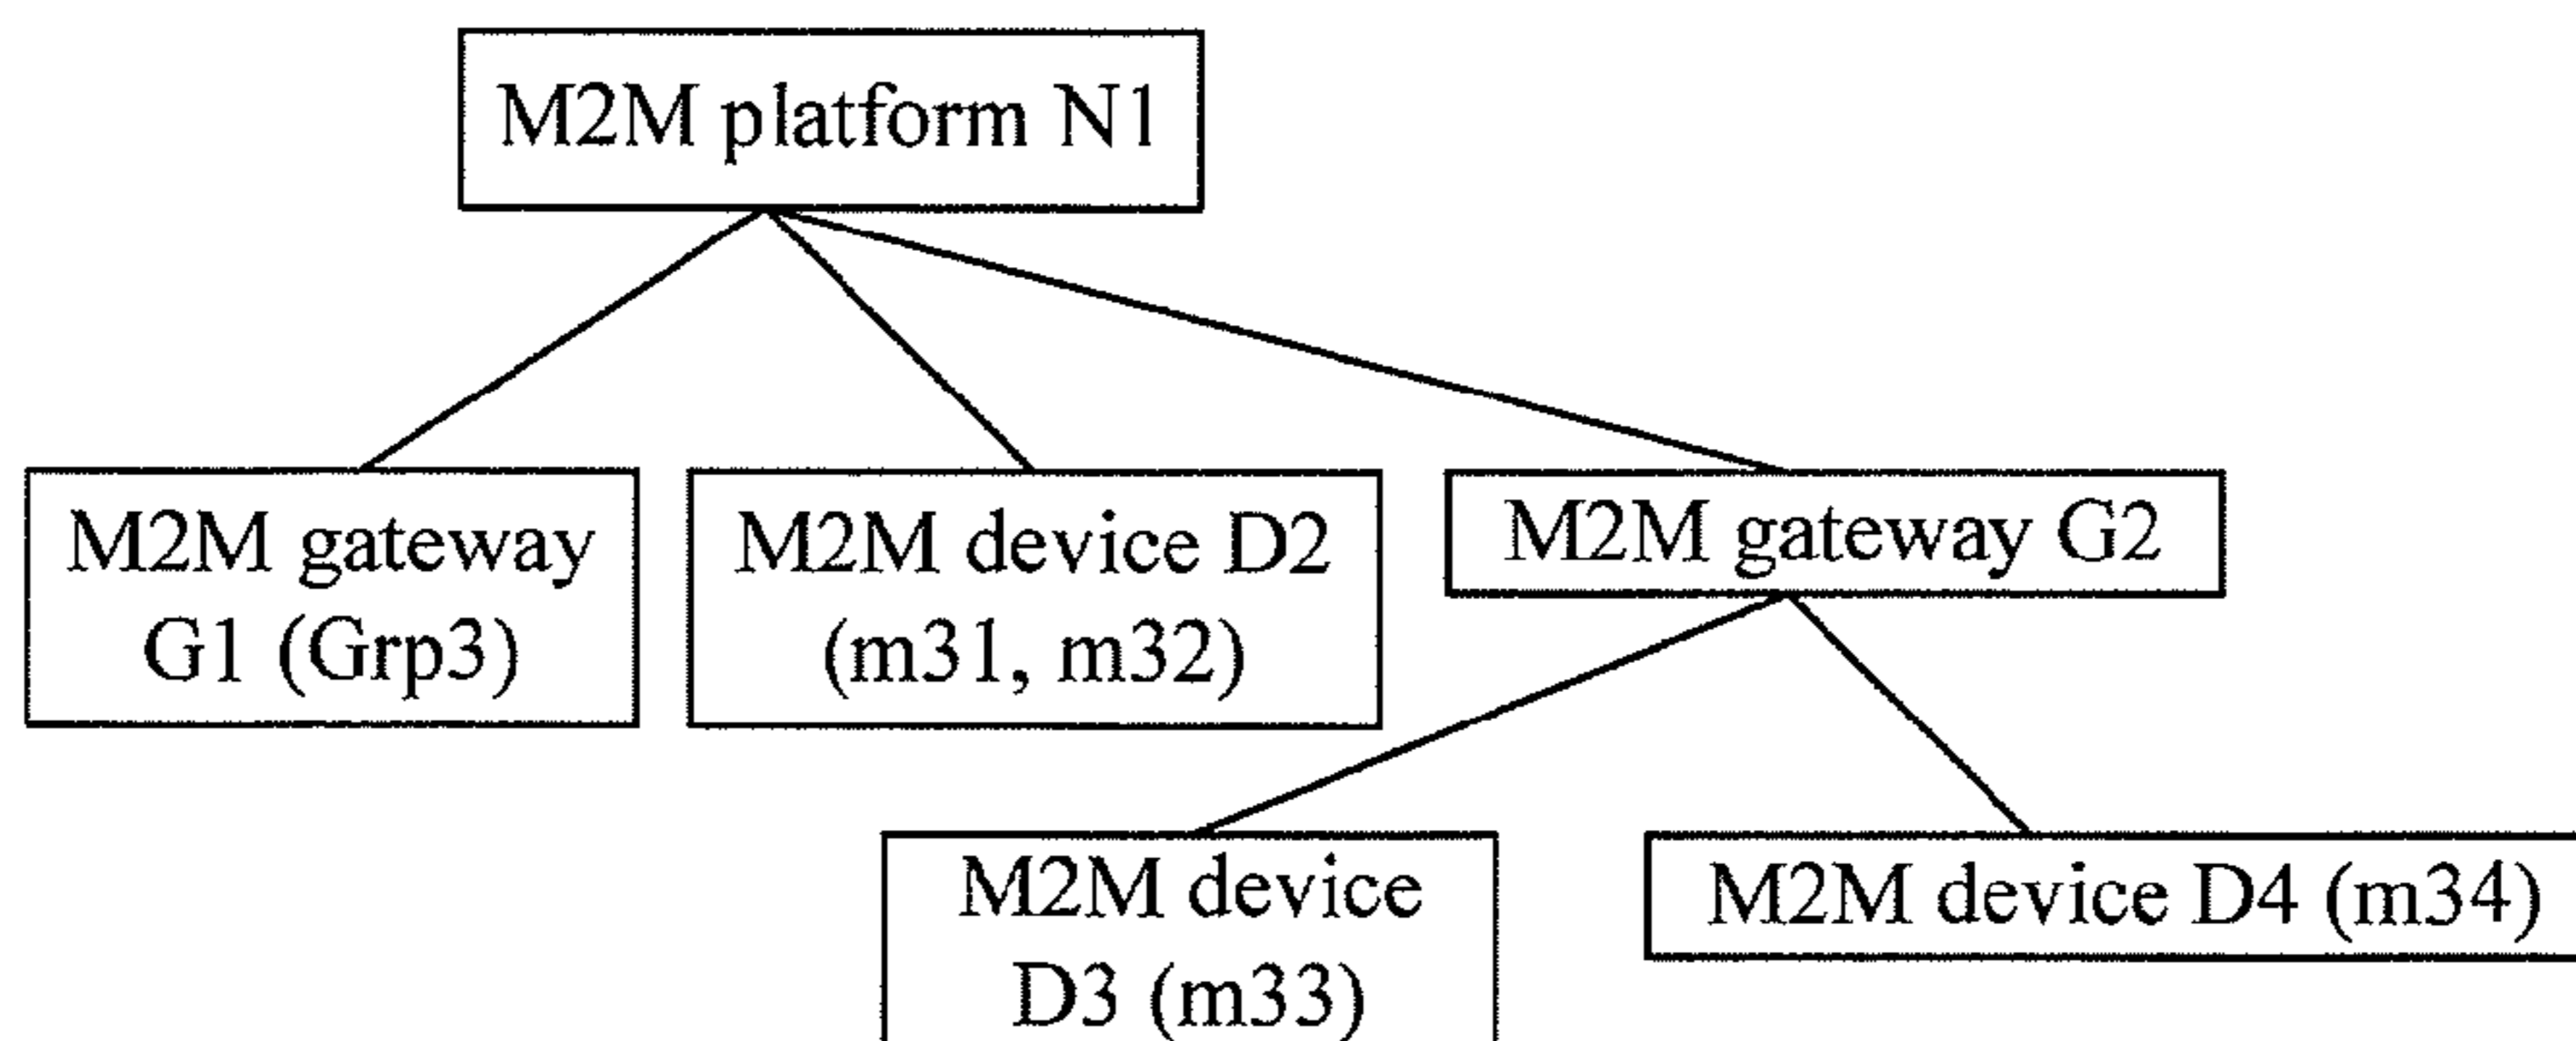 M2M platform N1
M2M gateway
G1 (Grp3)
M2M device D2
(m31, m32)
M2M gateway G2
M2M device
D3 (m33)
M2M device D4 (m34)